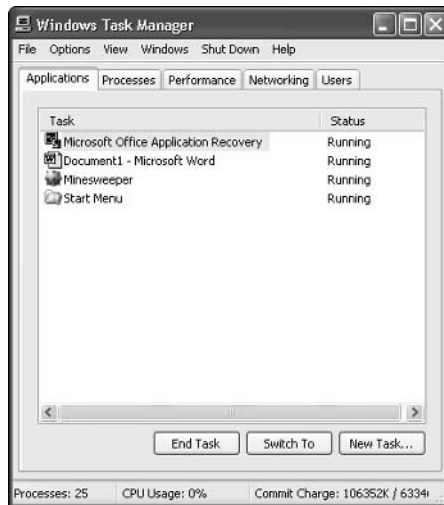 Windows Task Manager
File Options View Windows Shut Down Help
Applications Processes Performance Networking Users
Task Status
Microsoft Office Application Recovery Running
Document1 - Microsoft Word Running
Minesweeper Running
Start Menu Running
End Task Switch To New Task...
Processes: 25 CPU Usage: 0% Commit Charge: 106352K / 6334